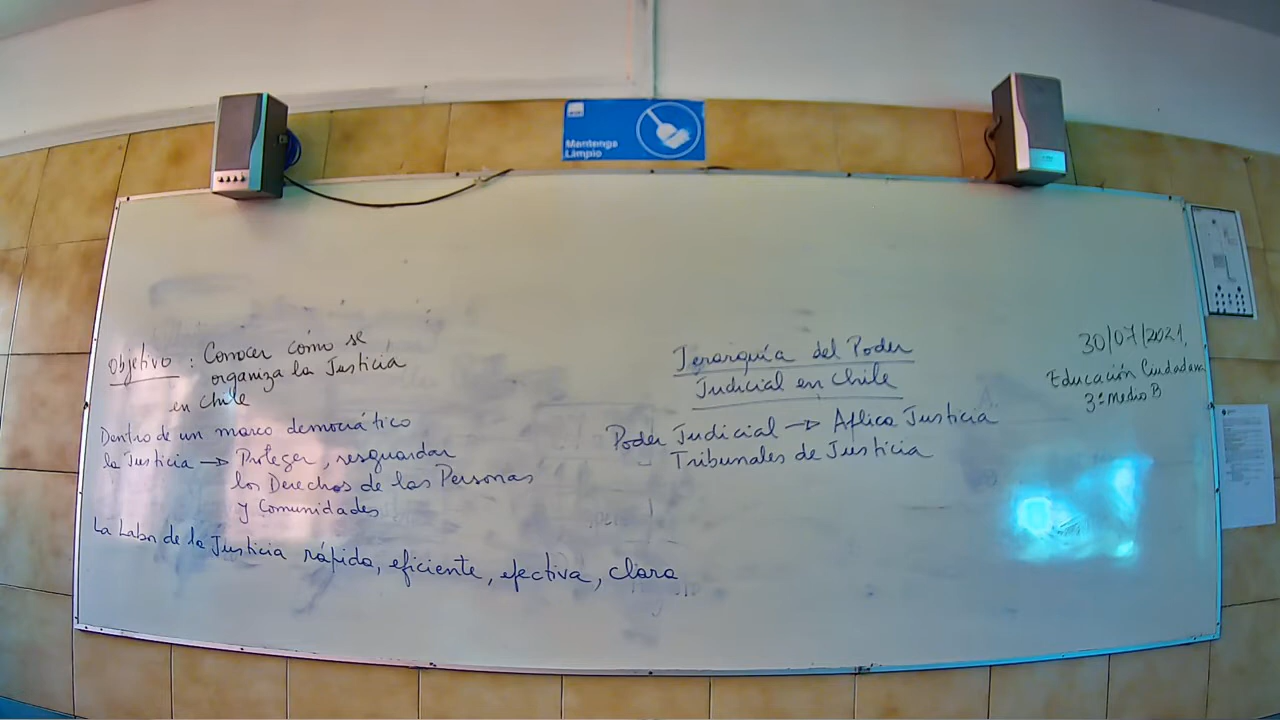 Mantenga
Limpio
Objetivo : Conocer cómo se
organiza la Justicia
en Chile
Dentro de un marco democrático
la Justicia → Proteger, resguardar
los Derechos de las Personas
y Comunidades
La Labor de la Justicia rápida, eficiente, efectiva, clara
Jerarquía del Poder
Judicial en Chile
Poder Judicial → Aplica Justicia
Tribunales de Justicia
30/07/2021,
Educación Ciudadana
3º Medio B